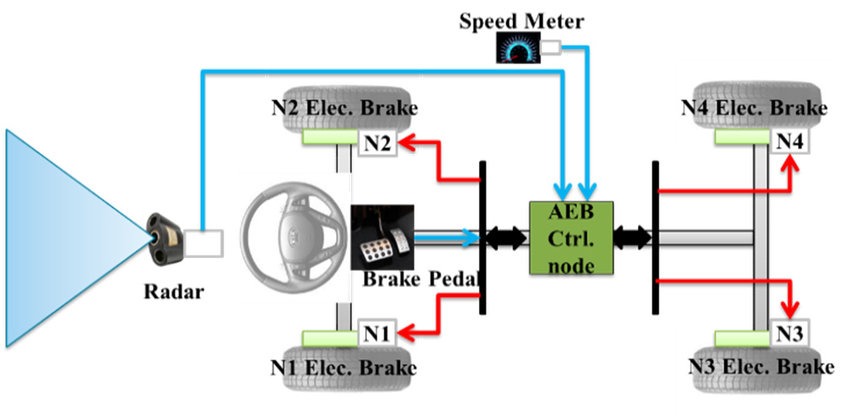 Speed Meter
N2 Elec. Brake
N4 Elec. Brake
N2
N4
AEB
Ctrl.
node
Brake Pedal
Radar
N1
N3
N1 Elec. Brake
N3 Elec. Brake